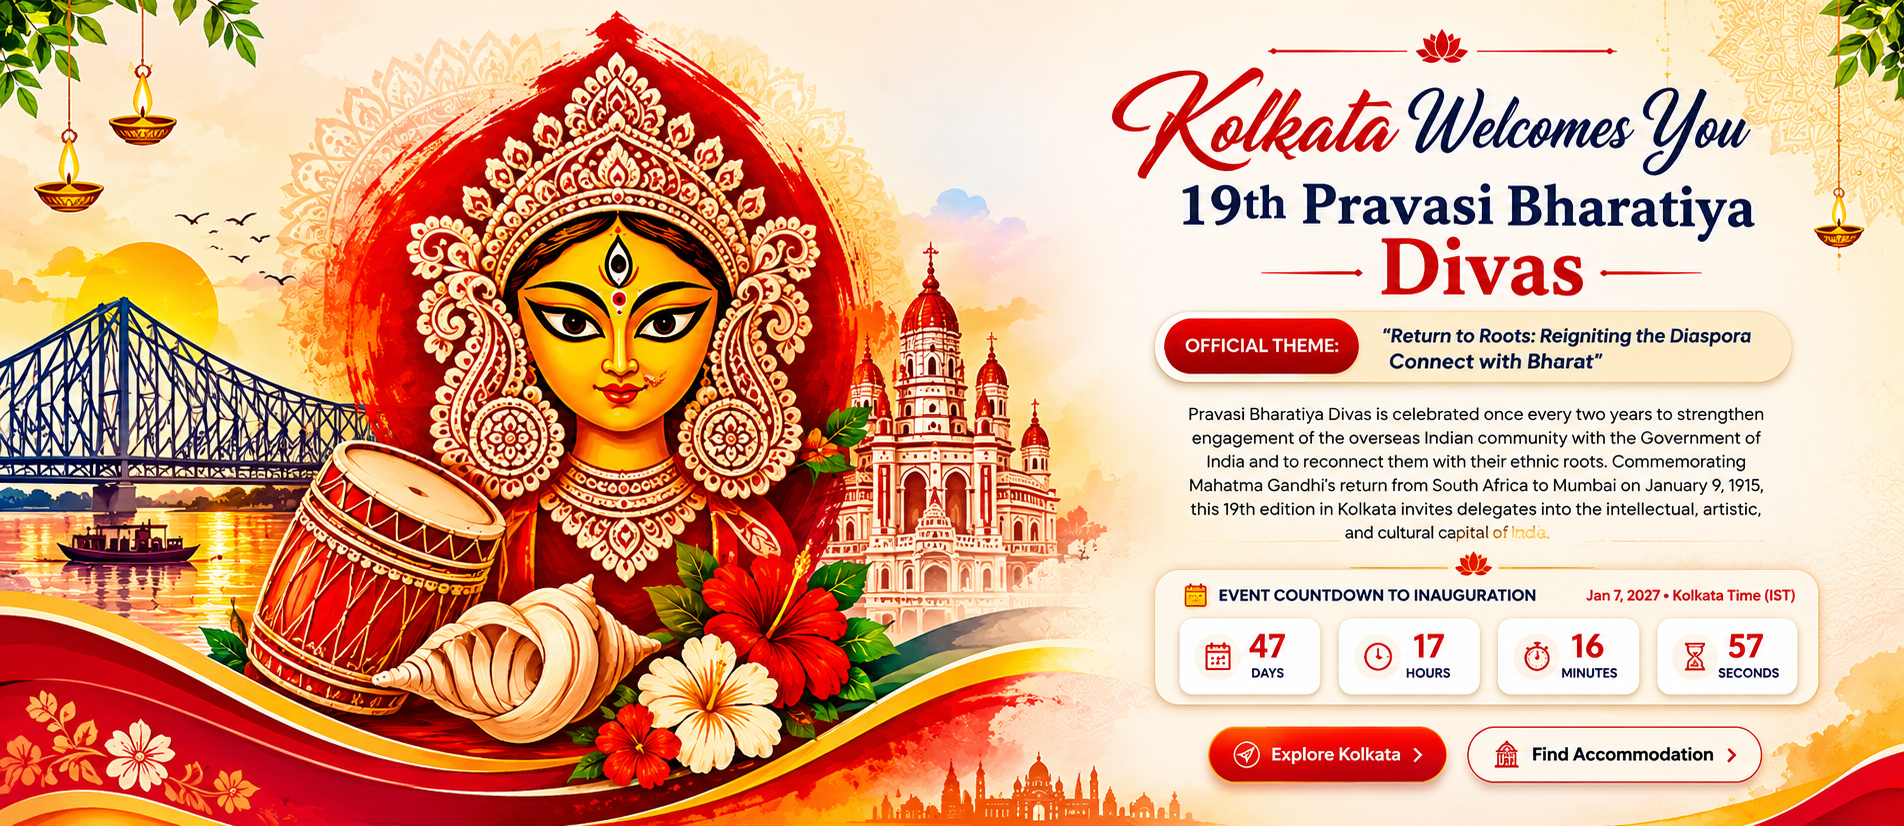 Kolkata Welcomes You
19th Pravasi Bharatiya
Divas
OFFICIAL THEME:
"Return to Roots: Reigniting the Diaspora
Connect with Bharat"
Pravasi Bharatiya Divas is celebrated once every two years to strengthen
engagement of the overseas Indian community with the Government of
India and to reconnect them with their ethnic roots. Commemorating
Mahatma Gandhi's return from South Africa to Mumbai on January 9, 1915,
this 19th edition in Kolkata invites delegates into the intellectual, artistic,
and cultural capital of India.
EVENT COUNTDOWN TO INAUGURATION
Jan 7, 2027 • Kolkata Time (IST)
47
DAYS
17
HOURS
16
MINUTES
57
SECONDS
Explore Kolkata
Find Accommodation